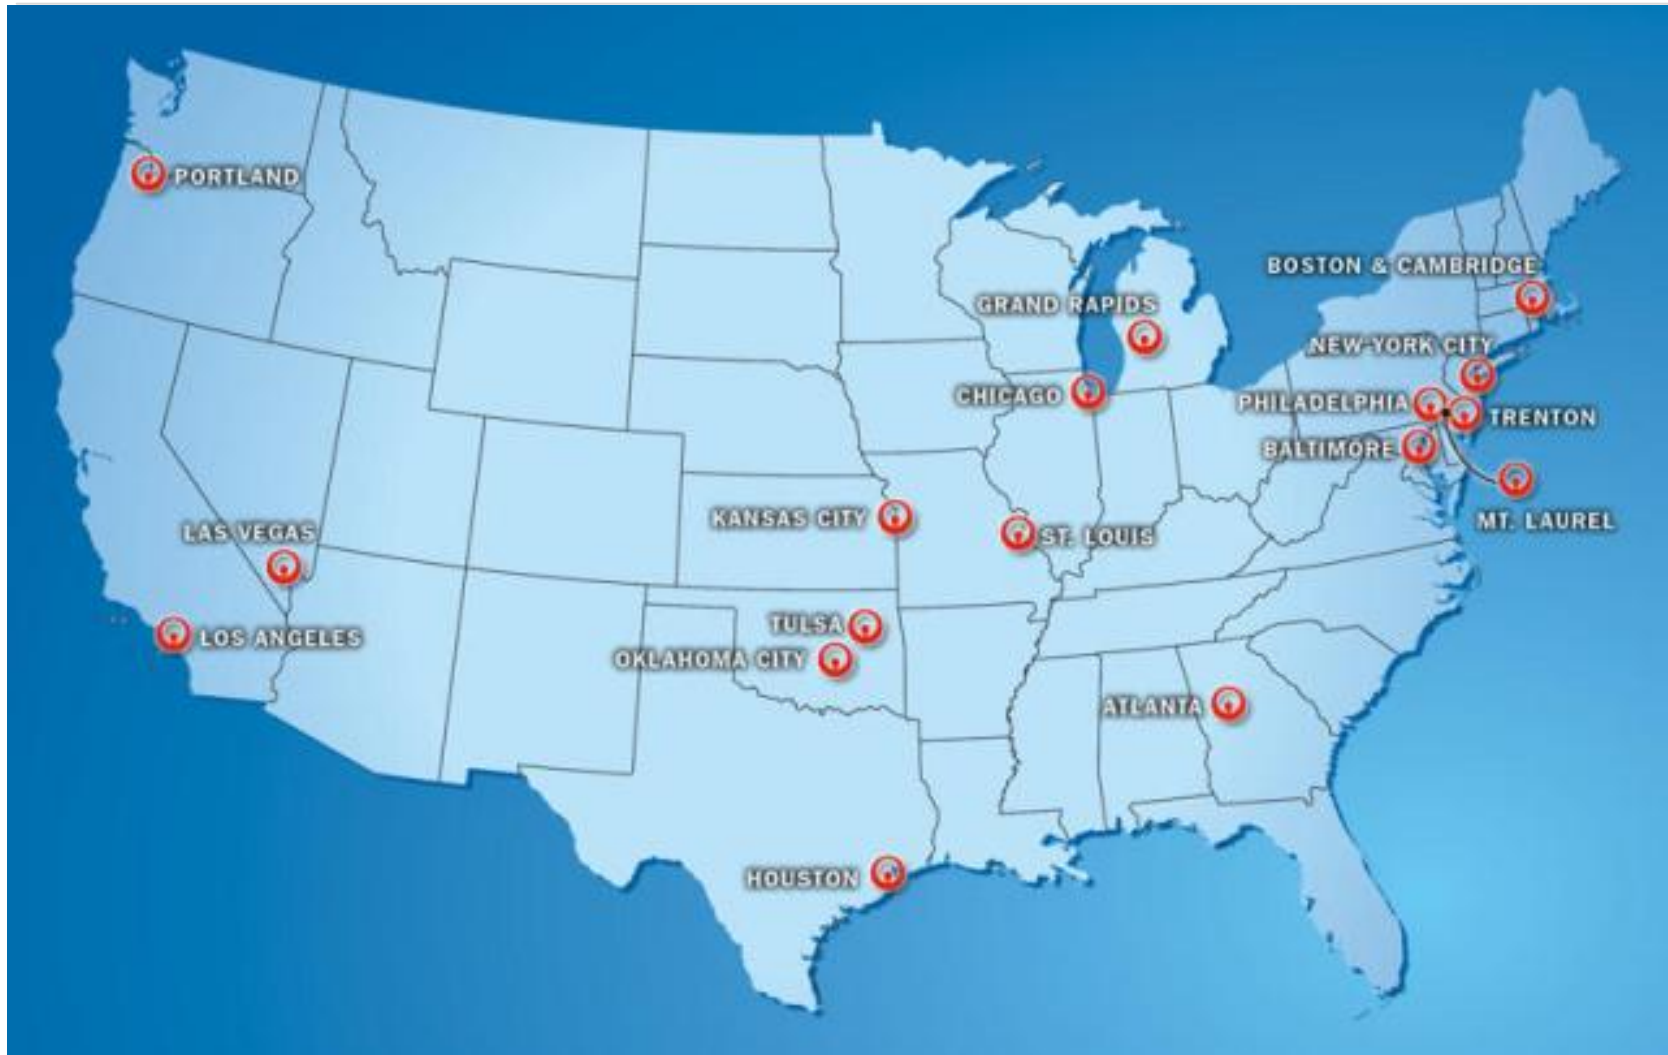 PORTLAND
BOSTON & CAMBRIDGE
GRAND RAPIDS
NEW-YORK CITY
CHICAGO
PHILADELPHIA
TRENTON
BALTIMORE
KANSAS CITY
MT. LAUREL
LAS VEGAS
ST. LOUIS
TULSA
LOS ANGELES
OKLAHOMA CITY
ATLANTA
HOUSTON